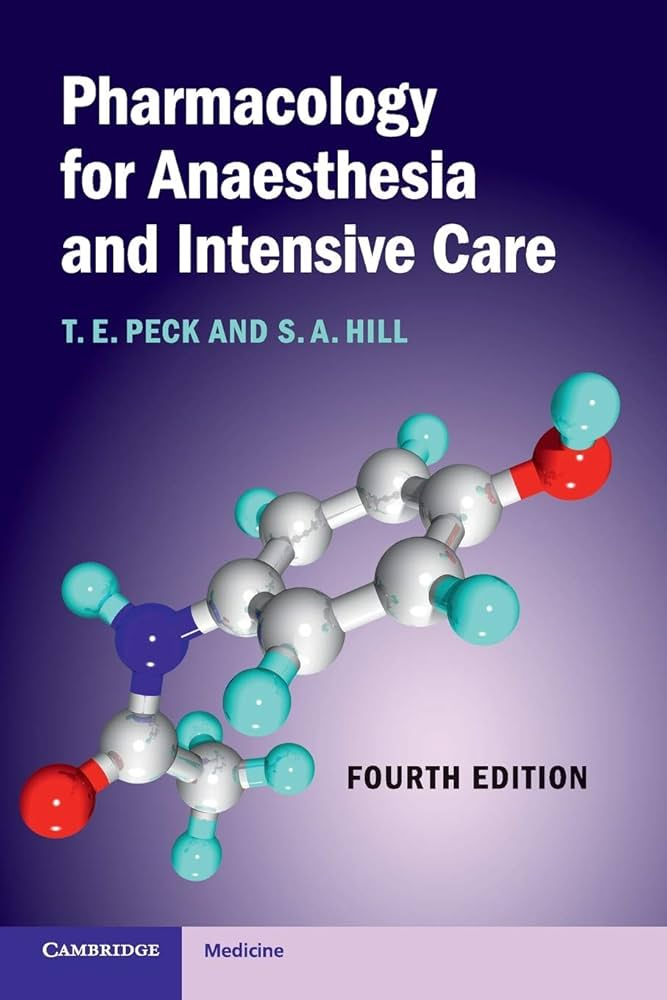 Pharmacology
for Anaesthesia
and Intensive Care
T. E. PECK AND S. A. HILL
FOURTH EDITION
CAMBRIDGE
Medicine